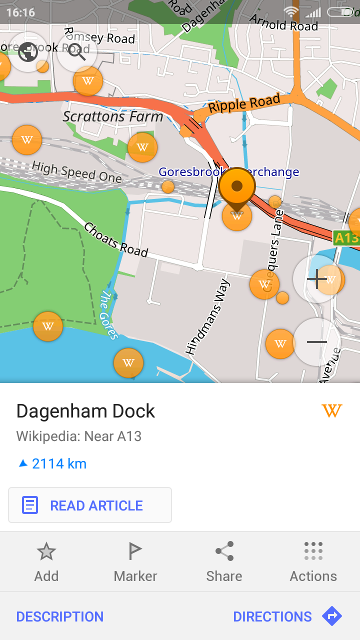 16:16
Road
Dagenham
Arnold Road
Romsey Road
Goresbrook Road
Ripple Road
Scrattons Farm
High Speed One
Goresbrook Interchange
A13
Choats Road
The Gores
Hindmans Way
quers Lane
Avenue
Dagenham Dock
Wikipedia: Near A13
2114 km
READ ARTICLE
Add
Marker
Share
Actions
DESCRIPTION
DIRECTIONS